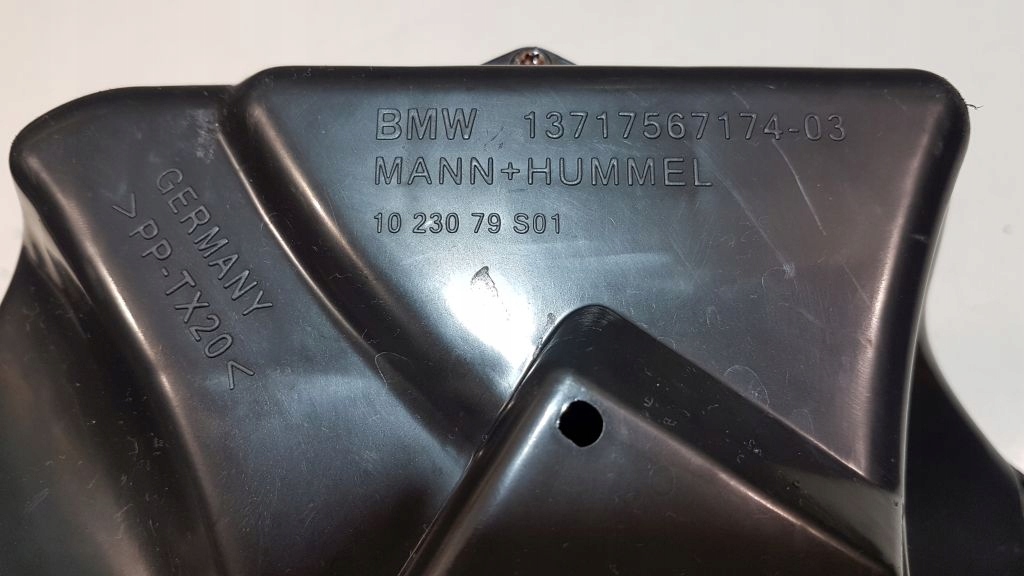 BMW 13717567174-03
MANN+HUMMEL
10 230 79 S01
GERMANY
>PP-TX20<